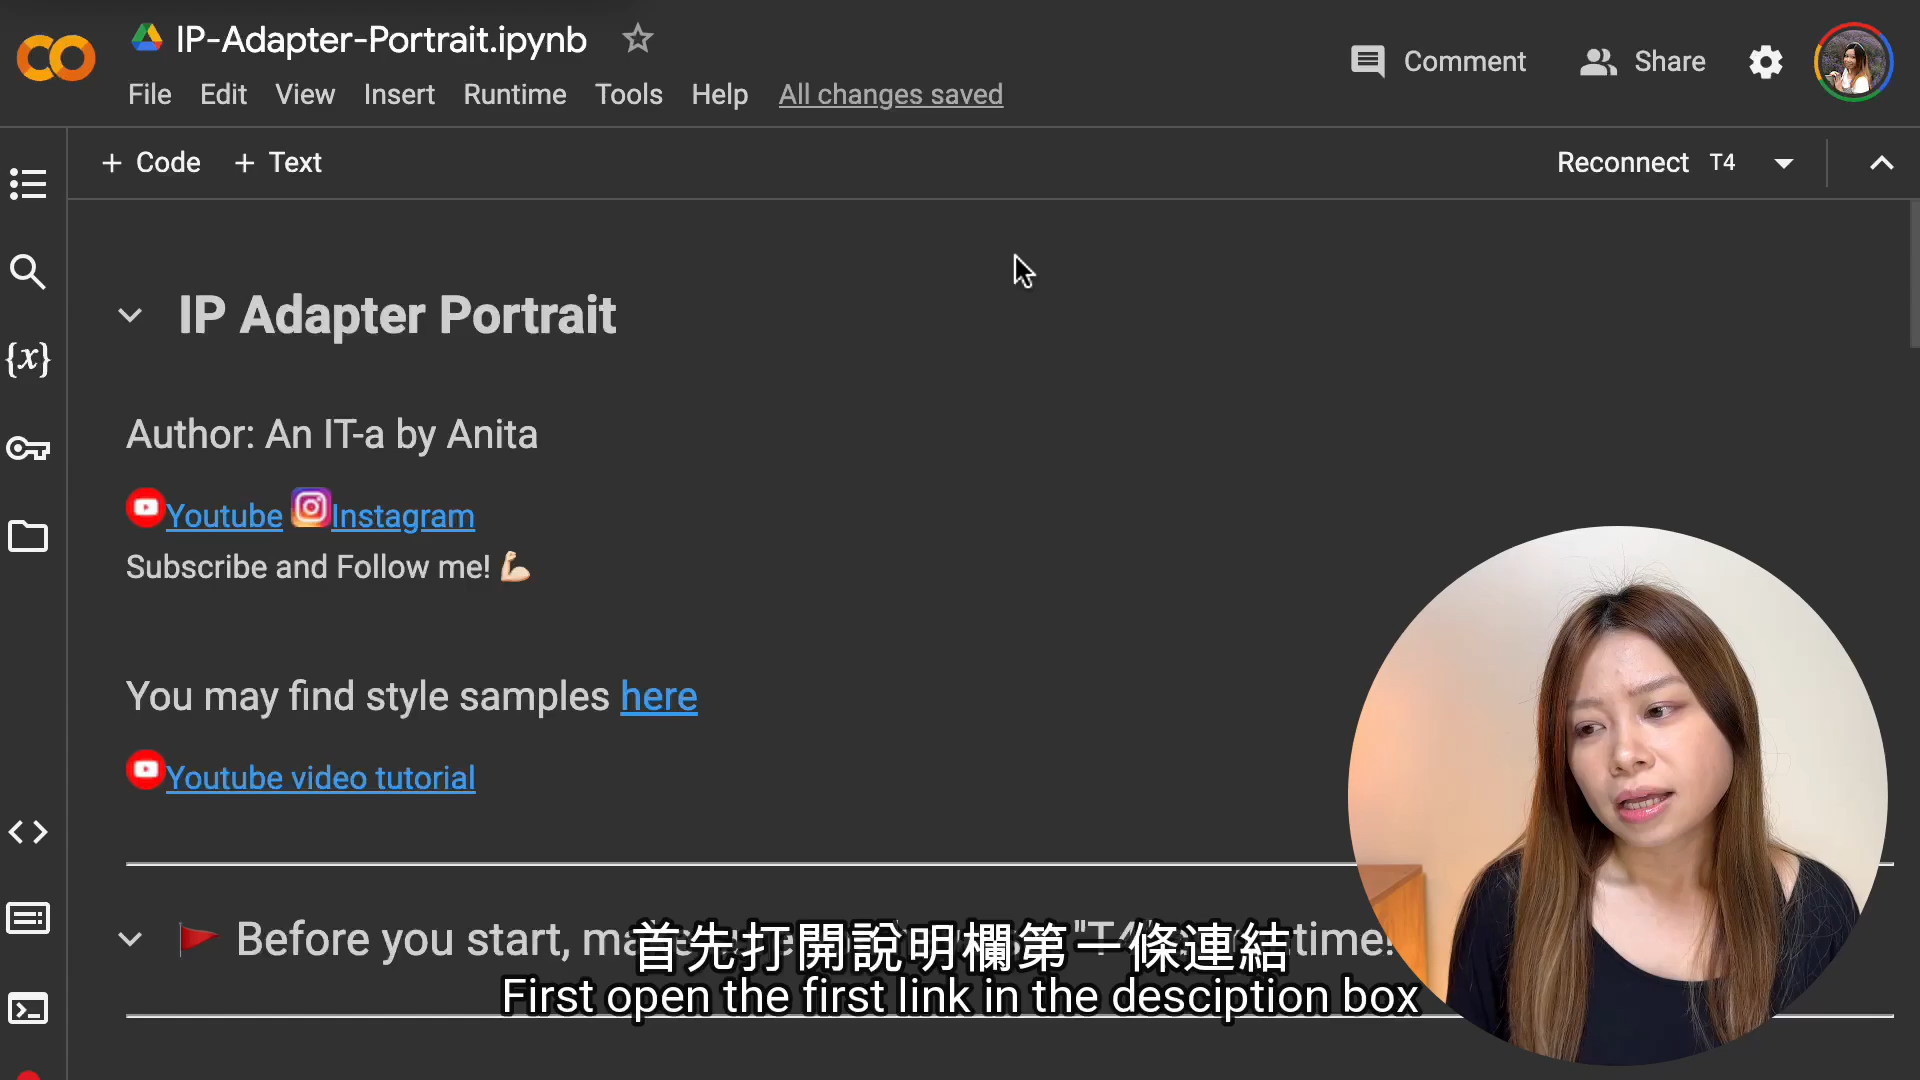 IP-Adapter-Portrait.ipynb
Comment
Share
File Edit View Insert Runtime Tools Help All changes saved
+ Code + Text
Reconnect T4
{x}
IP Adapter Portrait
Author: An IT-a by Anita
Youtube Instagram
Subscribe and Follow me!
You may find style samples here
Youtube video tutorial
Before you start, "T4"
首先打開說明欄第一條連結
First open the first link in the desciption box